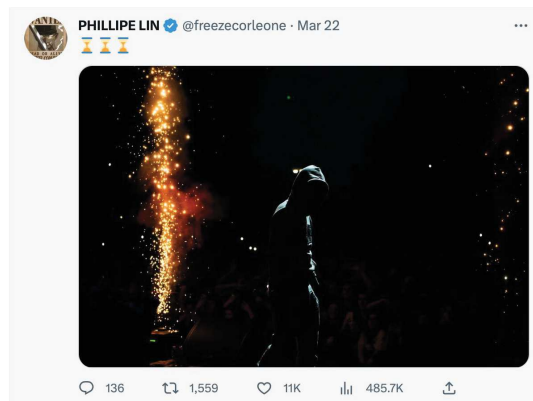 PHILLIPE LIN @freezecorleone · Mar 22
⏳ ⏳ ⏳
136 1,559 11K 485.7K